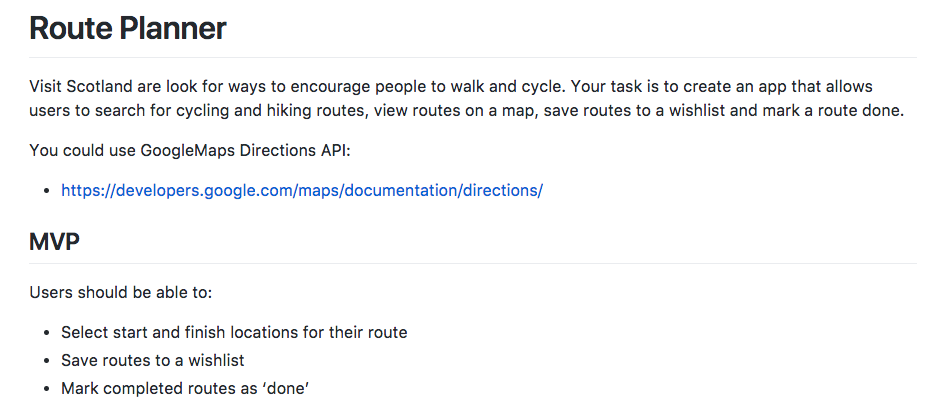 Route Planner
Visit Scotland are look for ways to encourage people to walk and cycle. Your task is to create an app that allows
users to search for cycling and hiking routes, view routes on a map, save routes to a wishlist and mark a route done.
You could use GoogleMaps Directions API:
• https://developers.google.com/maps/documentation/directions/
MVP
Users should be able to:
• Select start and finish locations for their route
• Save routes to a wishlist
• Mark completed routes as ‘done’